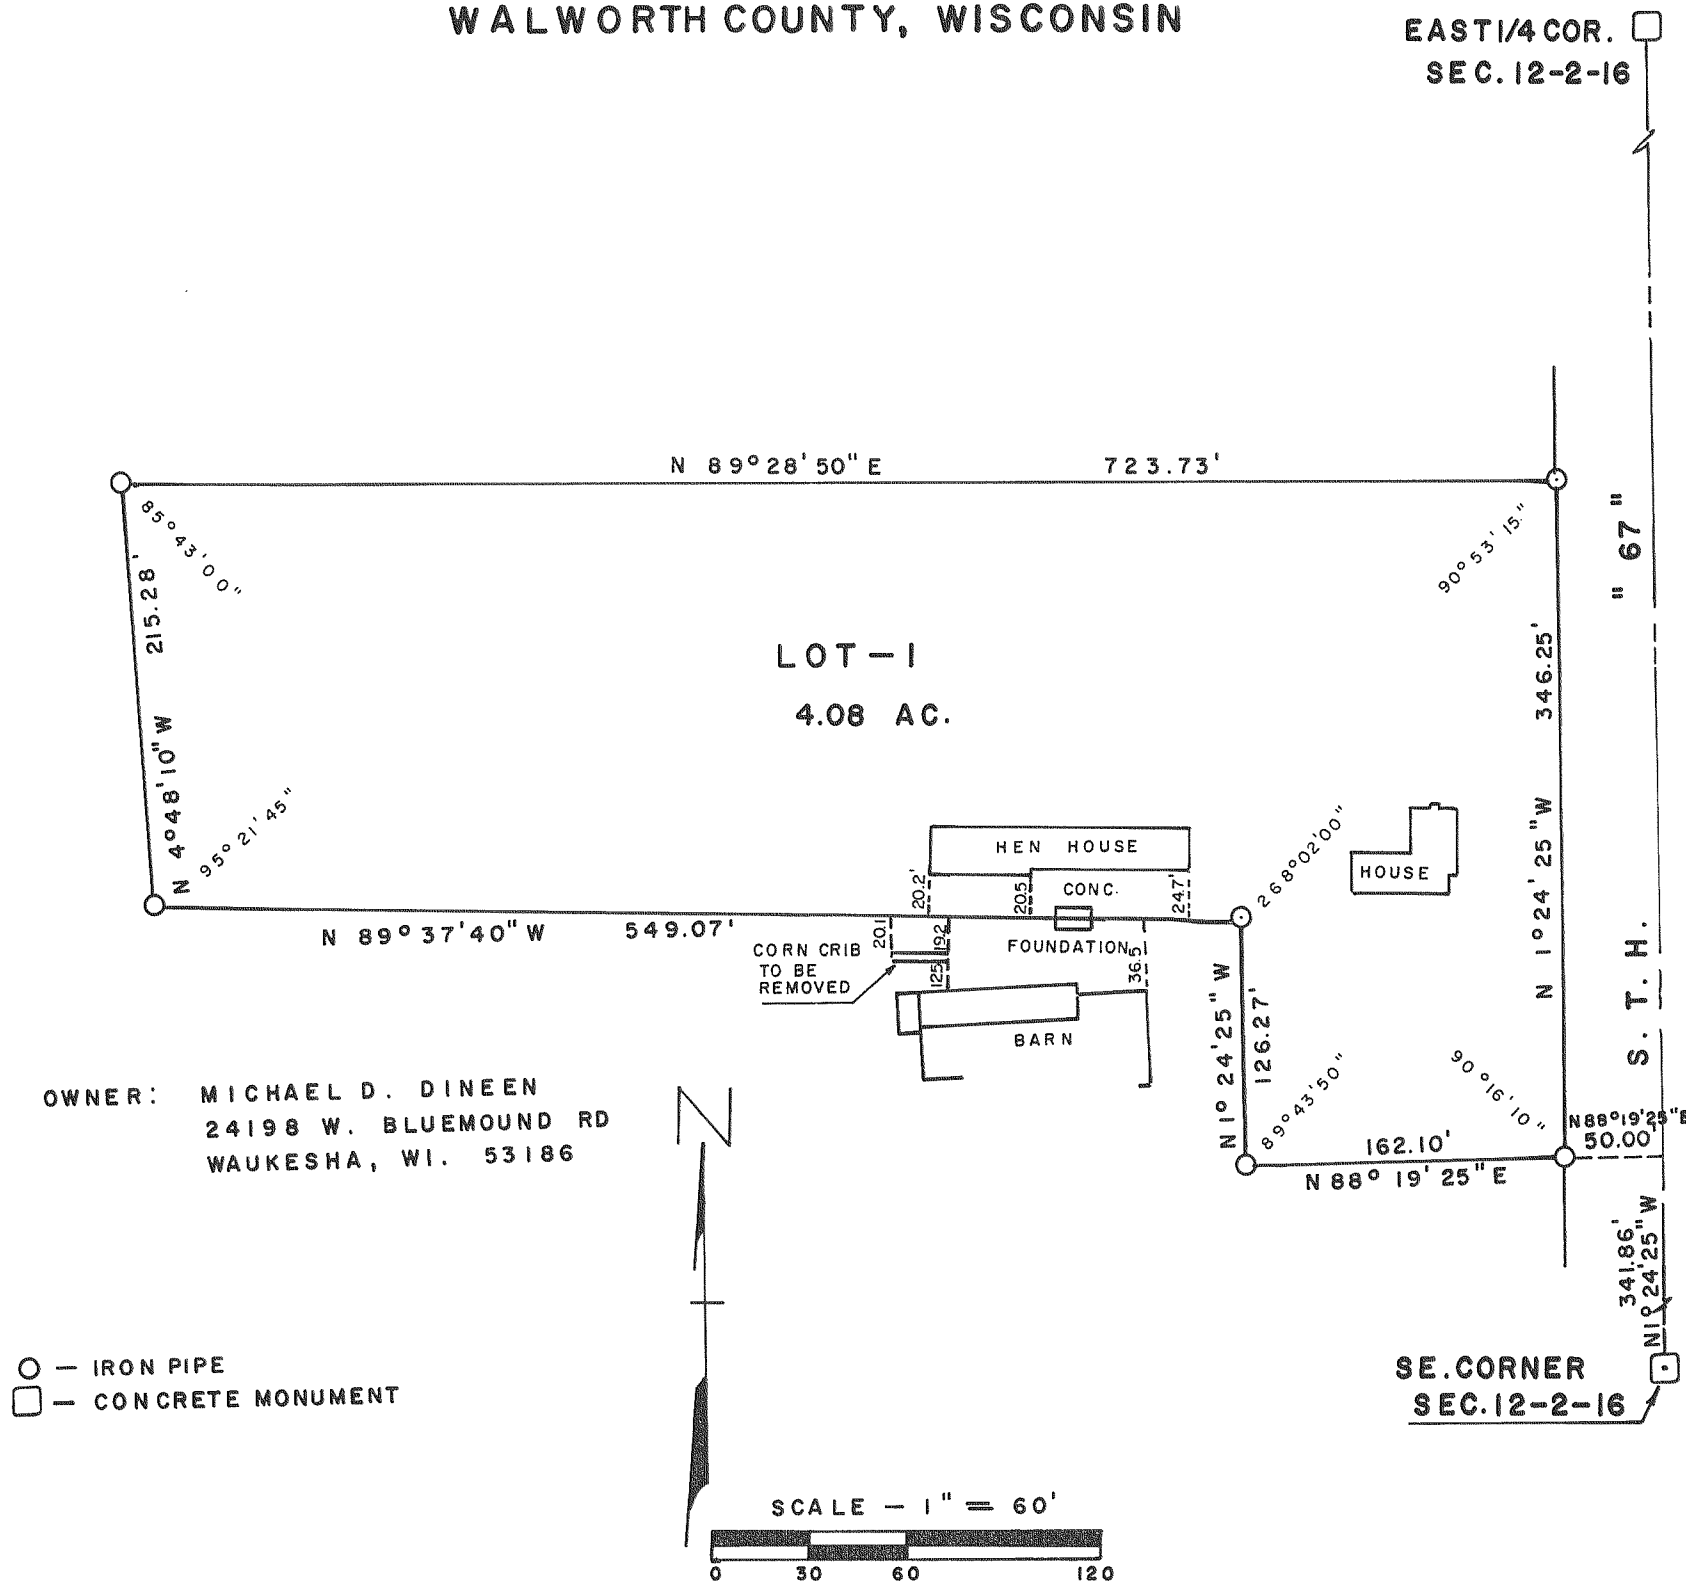 WALWORTH COUNTY, WISCONSIN
EAST 1/4 COR.
SEC. 12-2-16
N 89°28'50" E 723.73'
85°43'00"
90°53'15"
" 67 "
215.28'
N 4°48'10" W
346.25'
N 1°24'25" W
LOT-1
4.08 AC.
95°21'45"
HEN HOUSE
HOUSE
268°02'00"
20.2'
20.5
CONC.
24.7'
N 89°37'40" W 549.07'
20.1
19.2
FOUNDATION
CORN CRIB
TO BE
REMOVED
12.5
36.5
BARN
N 1° 24' 25" W
126.27'
S. T. H.
89°43'50"
90°16'10"
N 88°19'25" E
50.00'
162.10'
N 88° 19' 25" E
OWNER: MICHAEL D. DINEEN
24198 W. BLUEMOUND RD
WAUKESHA, WI. 53186
N
341.86'
N 1° 24' 25" W
O — IRON PIPE
— CONCRETE MONUMENT
SE. CORNER
SEC. 12-2-16
SCALE — 1" = 60'
0 30 60 120